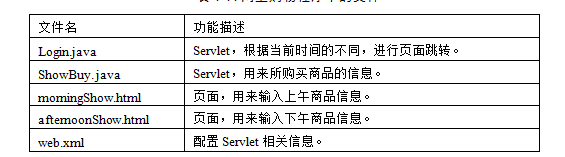 文件名 功能描述
Login.java Servlet，根据当前时间的不同，进行页面跳转。
ShowBuy.java Servlet，用来所购买商品的信息。
morningShow.html 页面，用来输入上午商品信息。
afternoonShow.html 页面，用来输入下午商品信息。
web.xml 配置 Servlet 相关信息。